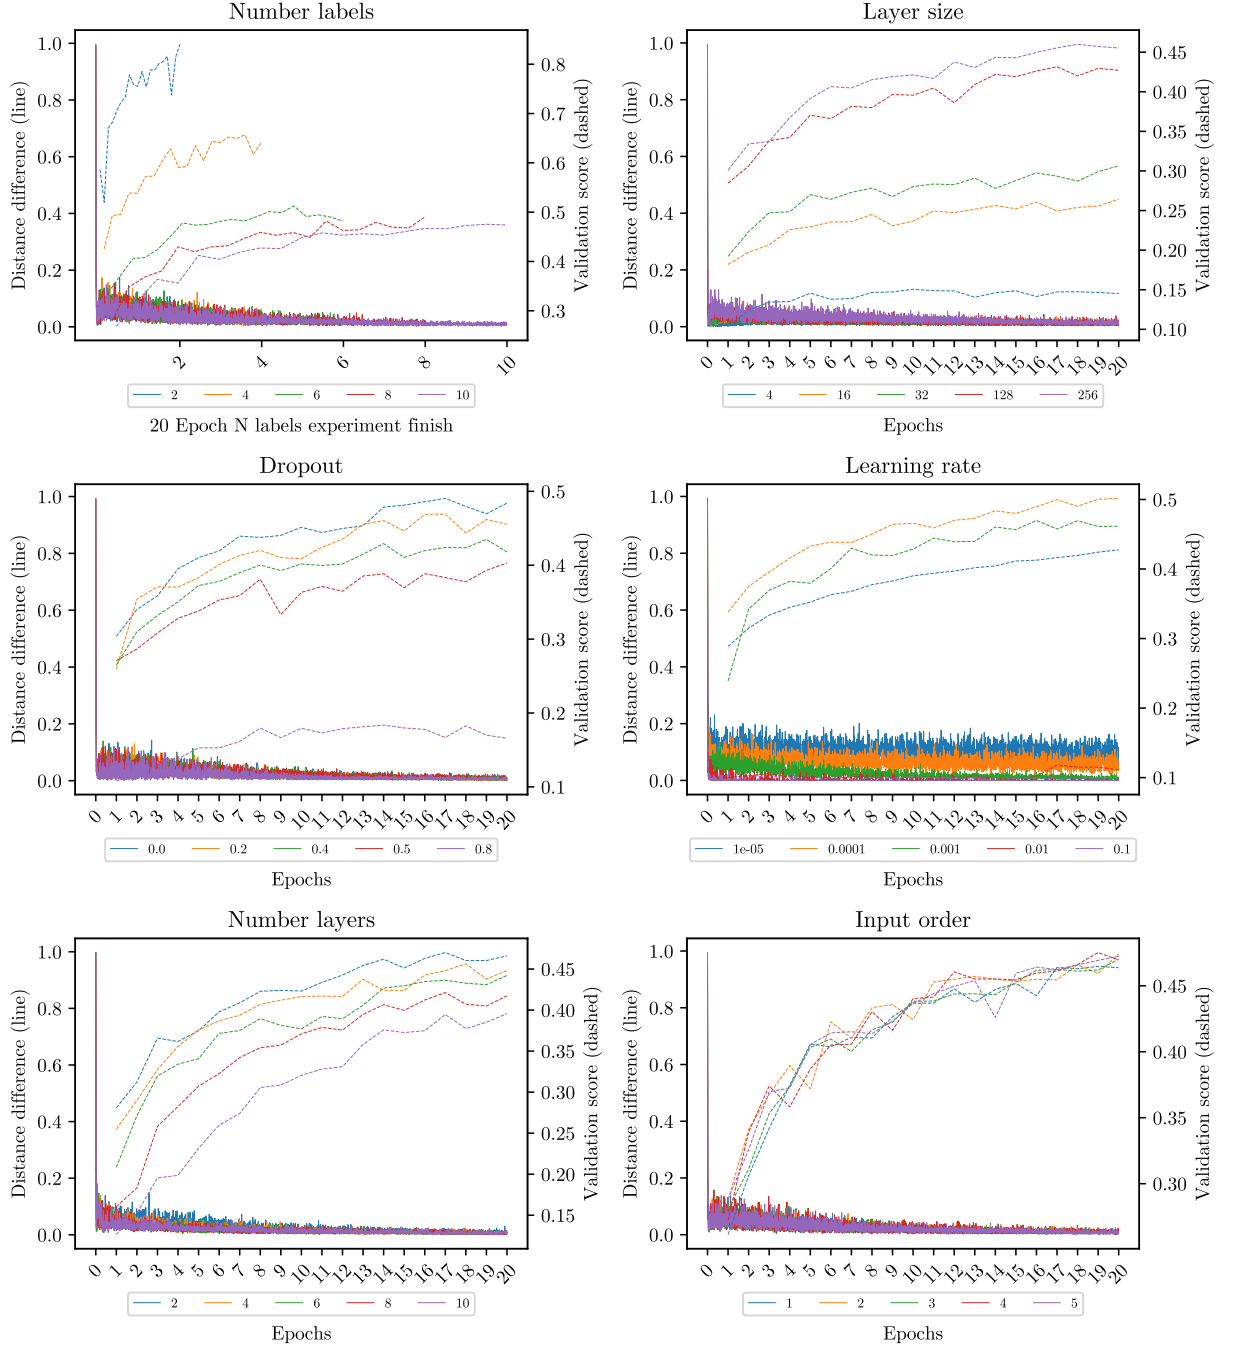 Number labels
Distance difference (line)
1.0
0.8
0.6
0.4
0.2
0.0
0.8
0.7
0.6
0.5
0.4
0.3
Validation score (dashed)
2 4 6 8 10
2 4 6 8 10
20 Epoch N labels experiment finish
Layer size
Distance difference (line)
1.0
0.8
0.6
0.4
0.2
0.0
0.45
0.40
0.35
0.30
0.25
0.20
0.15
0.10
Validation score (dashed)
0 1 2 3 4 5 6 7 8 9 10 11 12 13 14 15 16 17 18 19 20
4 16 32 128 256
Epochs
Dropout
Distance difference (line)
1.0
0.8
0.6
0.4
0.2
0.0
0.5
0.4
0.3
0.2
0.1
Validation score (dashed)
0 1 2 3 4 5 6 7 8 9 10 11 12 13 14 15 16 17 18 19 20
0.0 0.2 0.4 0.5 0.8
Epochs
Learning rate
Distance difference (line)
1.0
0.8
0.6
0.4
0.2
0.0
0.5
0.4
0.3
0.2
0.1
Validation score (dashed)
0 1 2 3 4 5 6 7 8 9 10 11 12 13 14 15 16 17 18 19 20
1e-05 0.0001 0.001 0.01 0.1
Epochs
Number layers
Distance difference (line)
1.0
0.8
0.6
0.4
0.2
0.0
0.45
0.40
0.35
0.30
0.25
0.20
0.15
Validation score (dashed)
0 1 2 3 4 5 6 7 8 9 10 11 12 13 14 15 16 17 18 19 20
2 4 6 8 10
Epochs
Input order
Distance difference (line)
1.0
0.8
0.6
0.4
0.2
0.0
0.45
0.40
0.35
0.30
Validation score (dashed)
0 1 2 3 4 5 6 7 8 9 10 11 12 13 14 15 16 17 18 19 20
1 2 3 4 5
Epochs